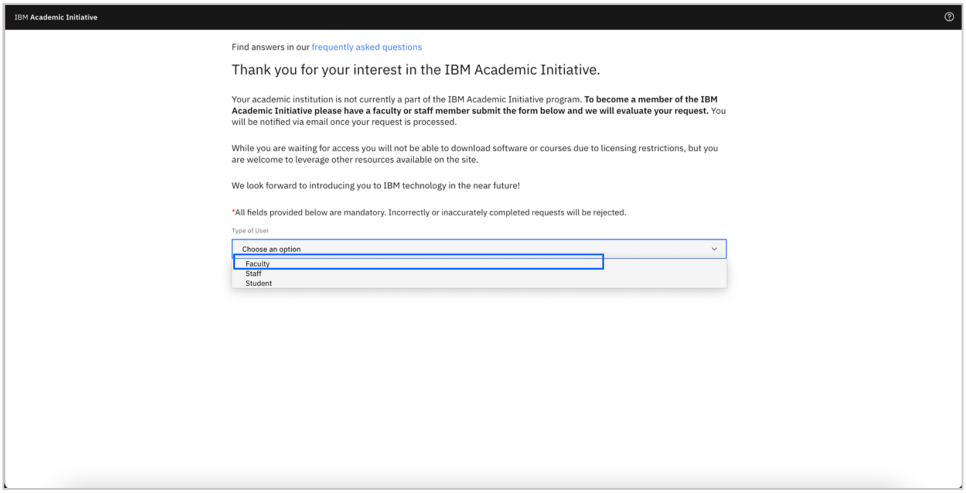 IBM Academic Initiative
Find answers in our frequently asked questions
Thank you for your interest in the IBM Academic Initiative.
Your academic institution is not currently a part of the IBM Academic Initiative program. To become a member of the IBM
Academic Initiative please have a faculty or staff member submit the form below and we will evaluate your request. You
will be notified via email once your request is processed.
While you are waiting for access you will not be able to download software or courses due to licensing restrictions, but you
are welcome to leverage other resources available on the site.
We look forward to introducing you to IBM technology in the near future!
*All fields provided below are mandatory. Incorrectly or inaccurately completed requests will be rejected.
Type of User
Choose an option
Faculty
Staff
Student